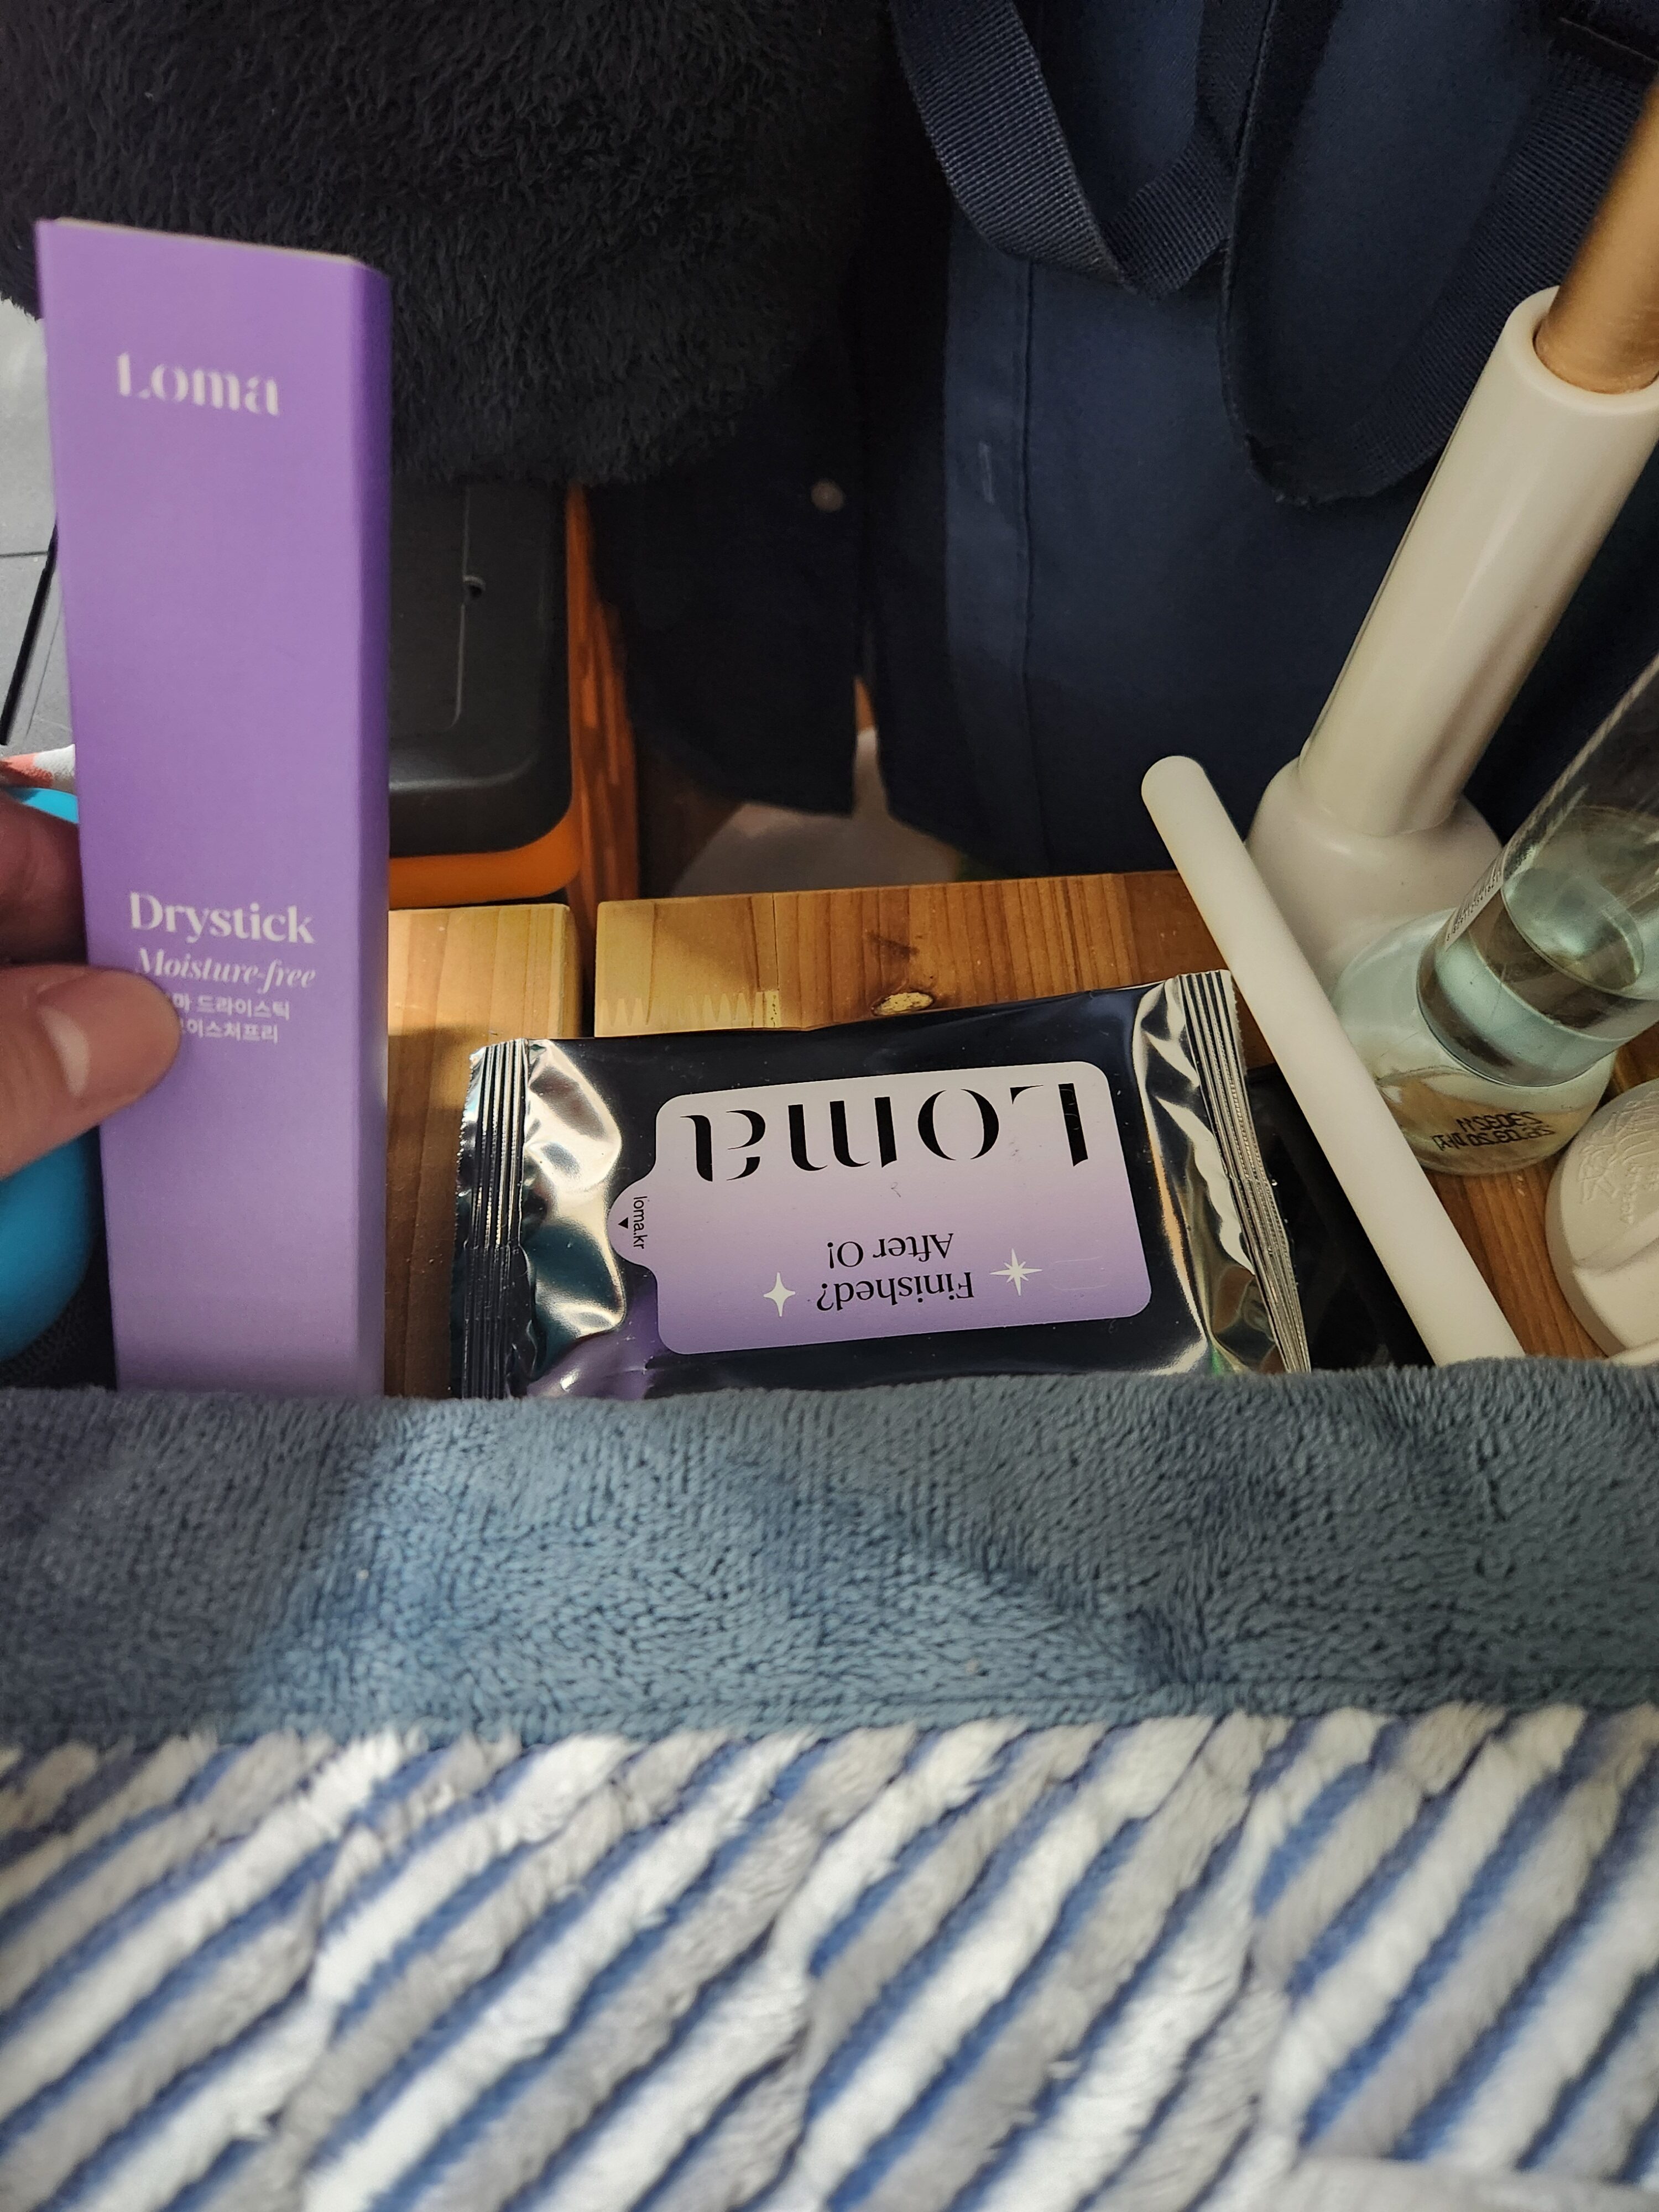 Loma
Drystick
Moisture-free
드라이스틱
이스처프리
Loma
loma.kr
Finished?
After O!